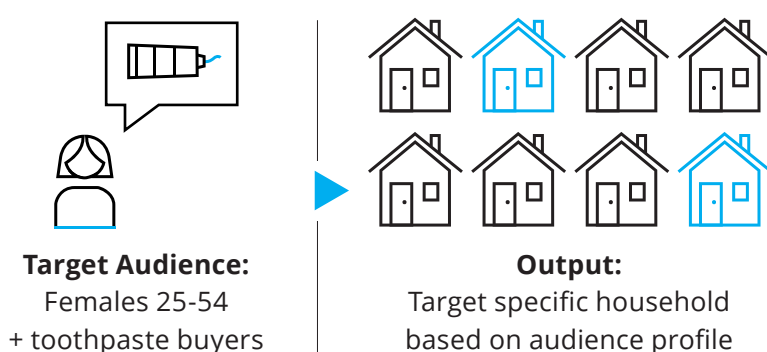 Target Audience:
Females 25-54
+ toothpaste buyers
Output:
Target specific household
based on audience profile